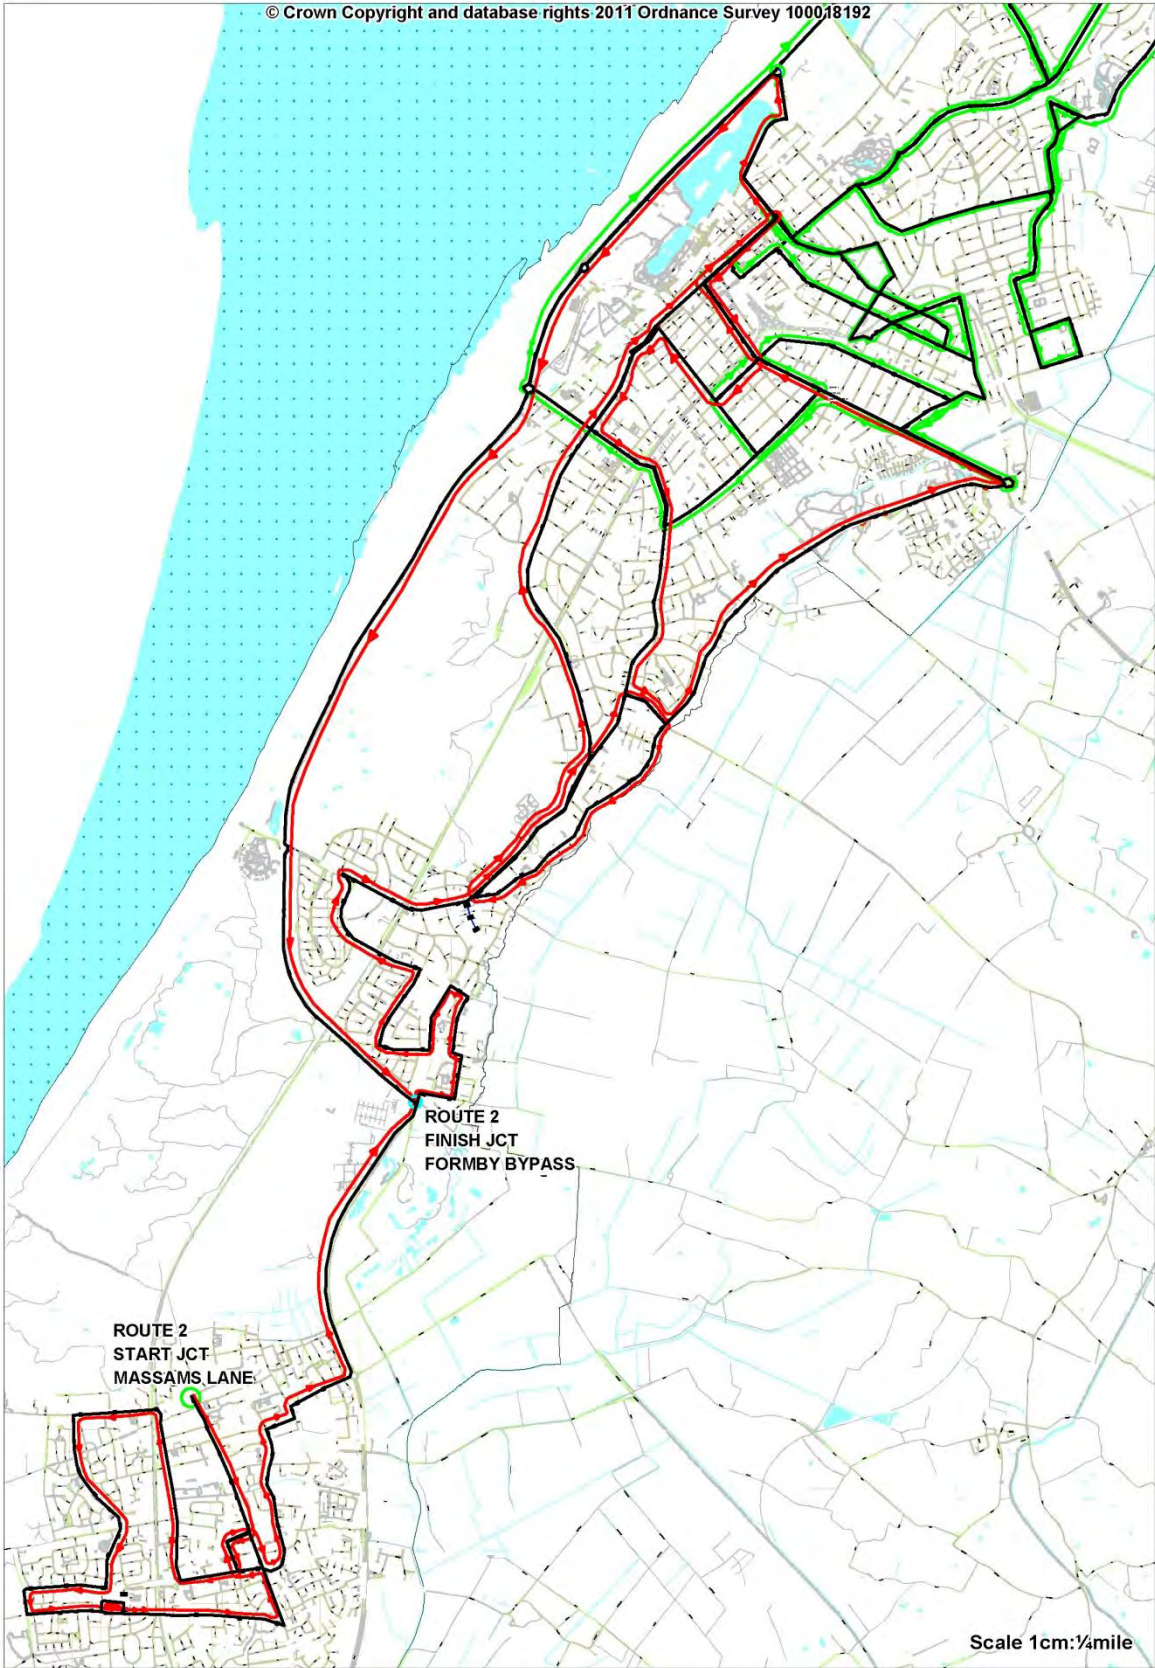 © Crown Copyright and database rights 2011 Ordnance Survey 100018192
ROUTE 2
FINISH JCT
FORMBY BYPASS
ROUTE 2
START JCT
MASSAMS LANE
Scale 1cm:¼mile